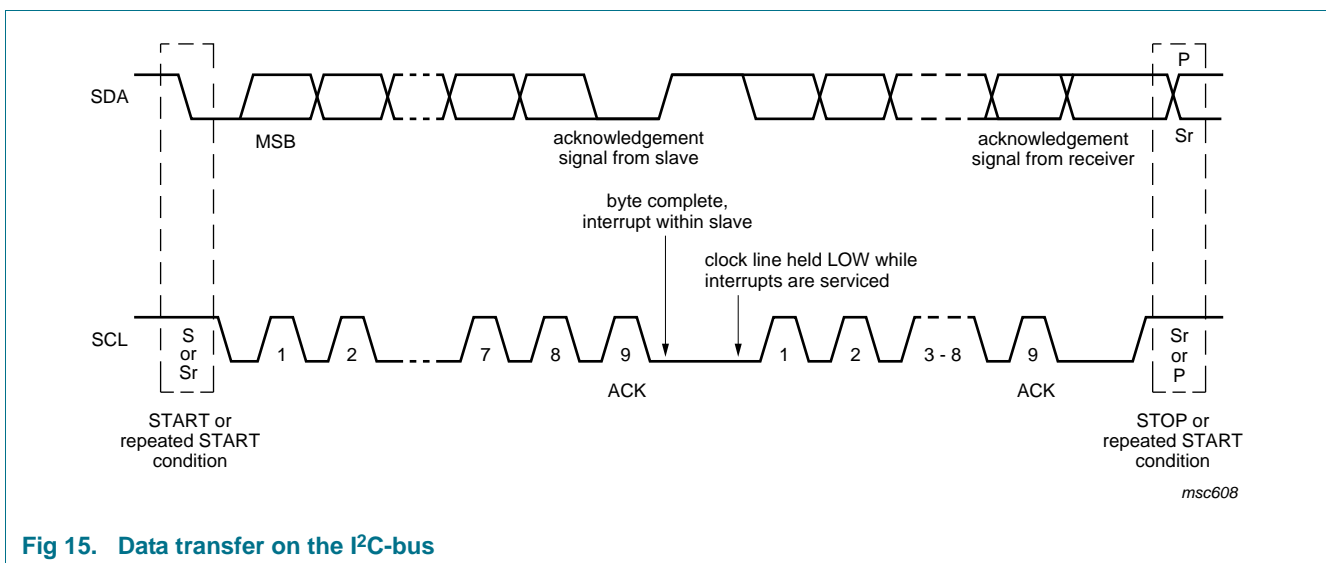 P
SDA
MSB
acknowledgement
signal from slave
acknowledgement
signal from receiver
Sr
byte complete,
interrupt within slave
clock line held LOW while
interrupts are serviced
SCL
S
or
Sr
1
2
7
8
9
1
2
3 - 8
9
Sr
or
P
ACK
ACK
START or
repeated START
condition
STOP or
repeated START
condition
msc608
Fig 15. Data transfer on the I²C-bus